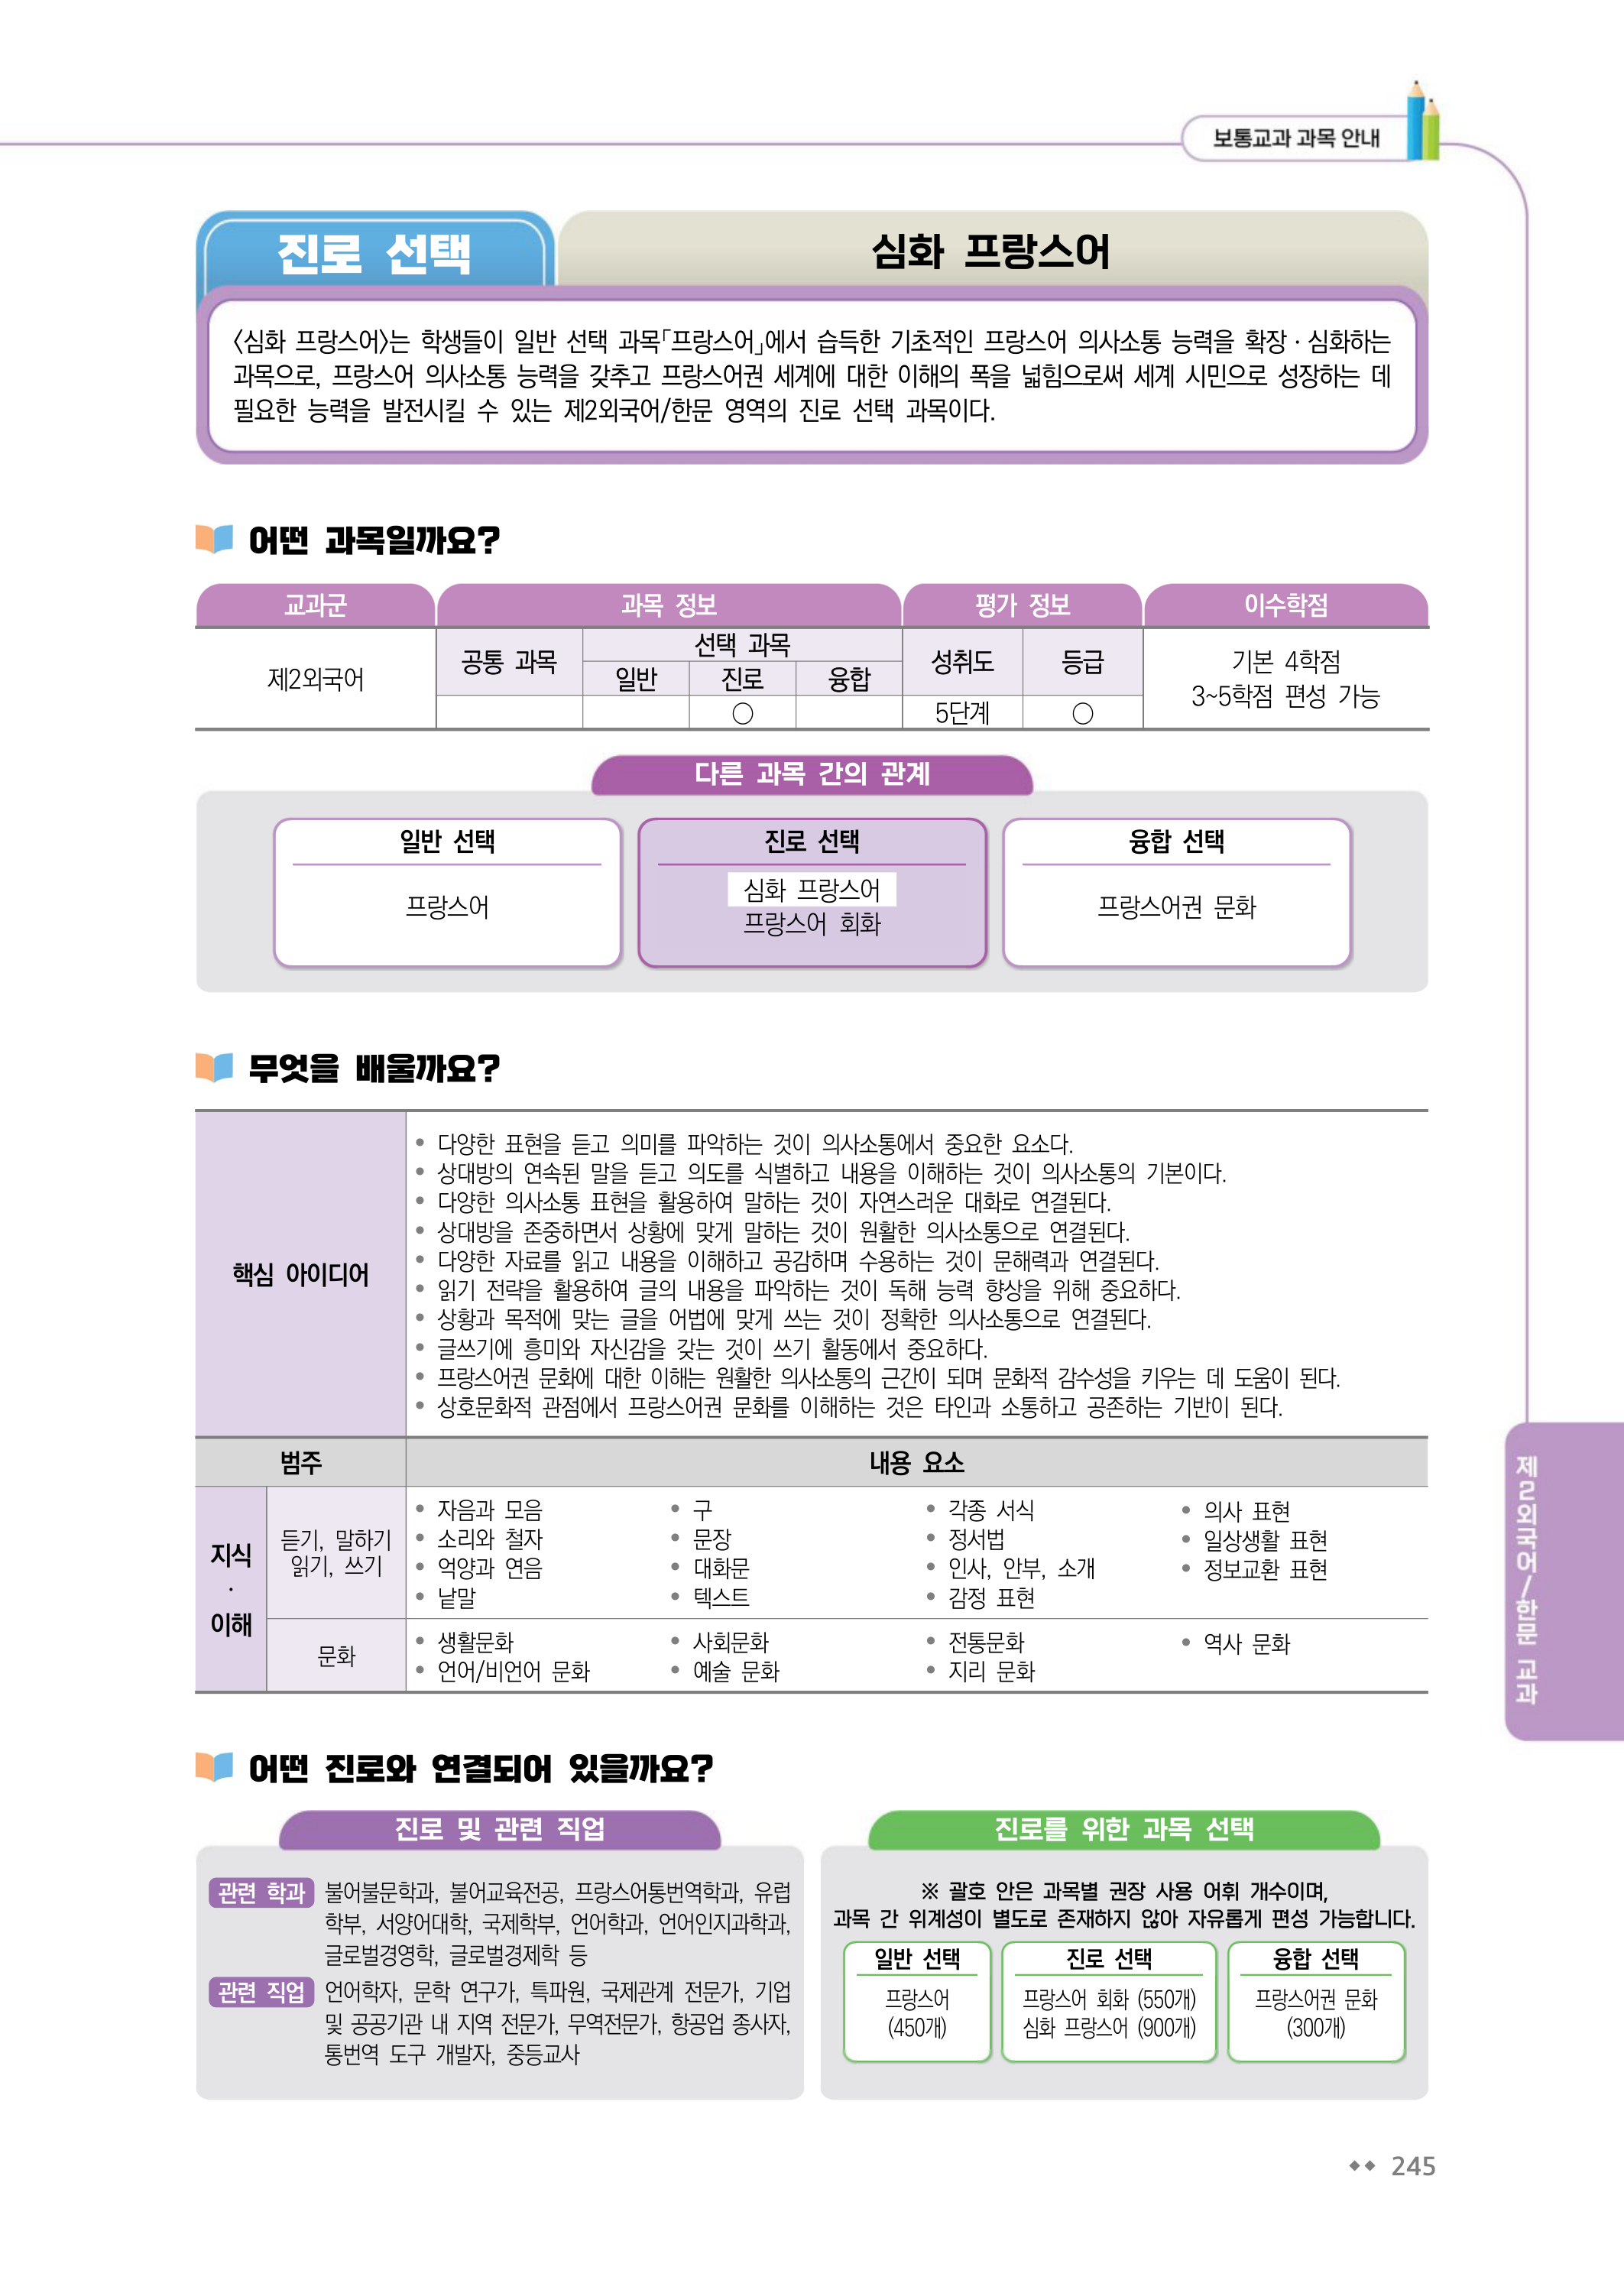 보통교과 과목 안내
진로 선택
심화 프랑스어
〈심화 프랑스어〉는 학생들이 일반 선택 과목「프랑스어」에서 습득한 기초적인 프랑스어 의사소통 능력을 확장·심화하는
과목으로, 프랑스어 의사소통 능력을 갖추고 프랑스어권 세계에 대한 이해의 폭을 넓힘으로써 세계 시민으로 성장하는 데
필요한 능력을 발전시킬 수 있는 제2외국어/한문 영역의 진로 선택 과목이다.
어떤 과목일까요?
교과군 과목 정보 평가 정보 이수학점
제2외국어
공통 과목
선택 과목
일반 진로 융합
○
성취도 등급
5단계 ○
기본 4학점
3~5학점 편성 가능
다른 과목 간의 관계
일반 선택
프랑스어
진로 선택
심화 프랑스어
프랑스어 회화
융합 선택
프랑스어권 문화
무엇을 배울까요?
핵심 아이디어
• 다양한 표현을 듣고 의미를 파악하는 것이 의사소통에서 중요한 요소다.
• 상대방의 연속된 말을 듣고 의도를 식별하고 내용을 이해하는 것이 의사소통의 기본이다.
• 다양한 의사소통 표현을 활용하여 말하는 것이 자연스러운 대화로 연결된다.
• 상대방을 존중하면서 상황에 맞게 말하는 것이 원활한 의사소통으로 연결된다.
• 다양한 자료를 읽고 내용을 이해하고 공감하며 수용하는 것이 문해력과 연결된다.
• 읽기 전략을 활용하여 글의 내용을 파악하는 것이 독해 능력 향상을 위해 중요하다.
• 상황과 목적에 맞는 글을 어법에 맞게 쓰는 것이 정확한 의사소통으로 연결된다.
• 글쓰기에 흥미와 자신감을 갖는 것이 쓰기 활동에서 중요하다.
• 프랑스어권 문화에 대한 이해는 원활한 의사소통의 근간이 되며 문화적 감수성을 키우는 데 도움이 된다.
• 상호문화적 관점에서 프랑스어권 문화를 이해하는 것은 타인과 소통하고 공존하는 기반이 된다.
범주 내용 요소
지식
·
이해
듣기, 말하기
읽기, 쓰기
• 자음과 모음 • 구 • 각종 서식 • 의사 표현
• 소리와 철자 • 문장 • 정서법 • 일상생활 표현
• 억양과 연음 • 대화문 • 인사, 안부, 소개 • 정보교환 표현
• 낱말 • 텍스트 • 감정 표현
문화
• 생활문화 • 사회문화 • 전통문화 • 역사 문화
• 언어/비언어 문화 • 예술 문화 • 지리 문화
제2외국어/한문 교과
어떤 진로와 연결되어 있을까요?
진로 및 관련 직업
관련 학과 불어불문학과, 불어교육전공, 프랑스어통번역학과, 유럽
학부, 서양어대학, 국제학부, 언어학과, 언어인지과학과,
글로벌경영학, 글로벌경제학 등
관련 직업 언어학자, 문학 연구가, 특파원, 국제관계 전문가, 기업
및 공공기관 내 지역 전문가, 무역전문가, 항공업 종사자,
통번역 도구 개발자, 중등교사
진로를 위한 과목 선택
※ 괄호 안은 과목별 권장 사용 어휘 개수이며,
과목 간 위계성이 별도로 존재하지 않아 자유롭게 편성 가능합니다.
일반 선택
프랑스어
(450개)
진로 선택
프랑스어 회화 (550개)
심화 프랑스어 (900개)
융합 선택
프랑스어권 문화
(300개)
◆◆ 245